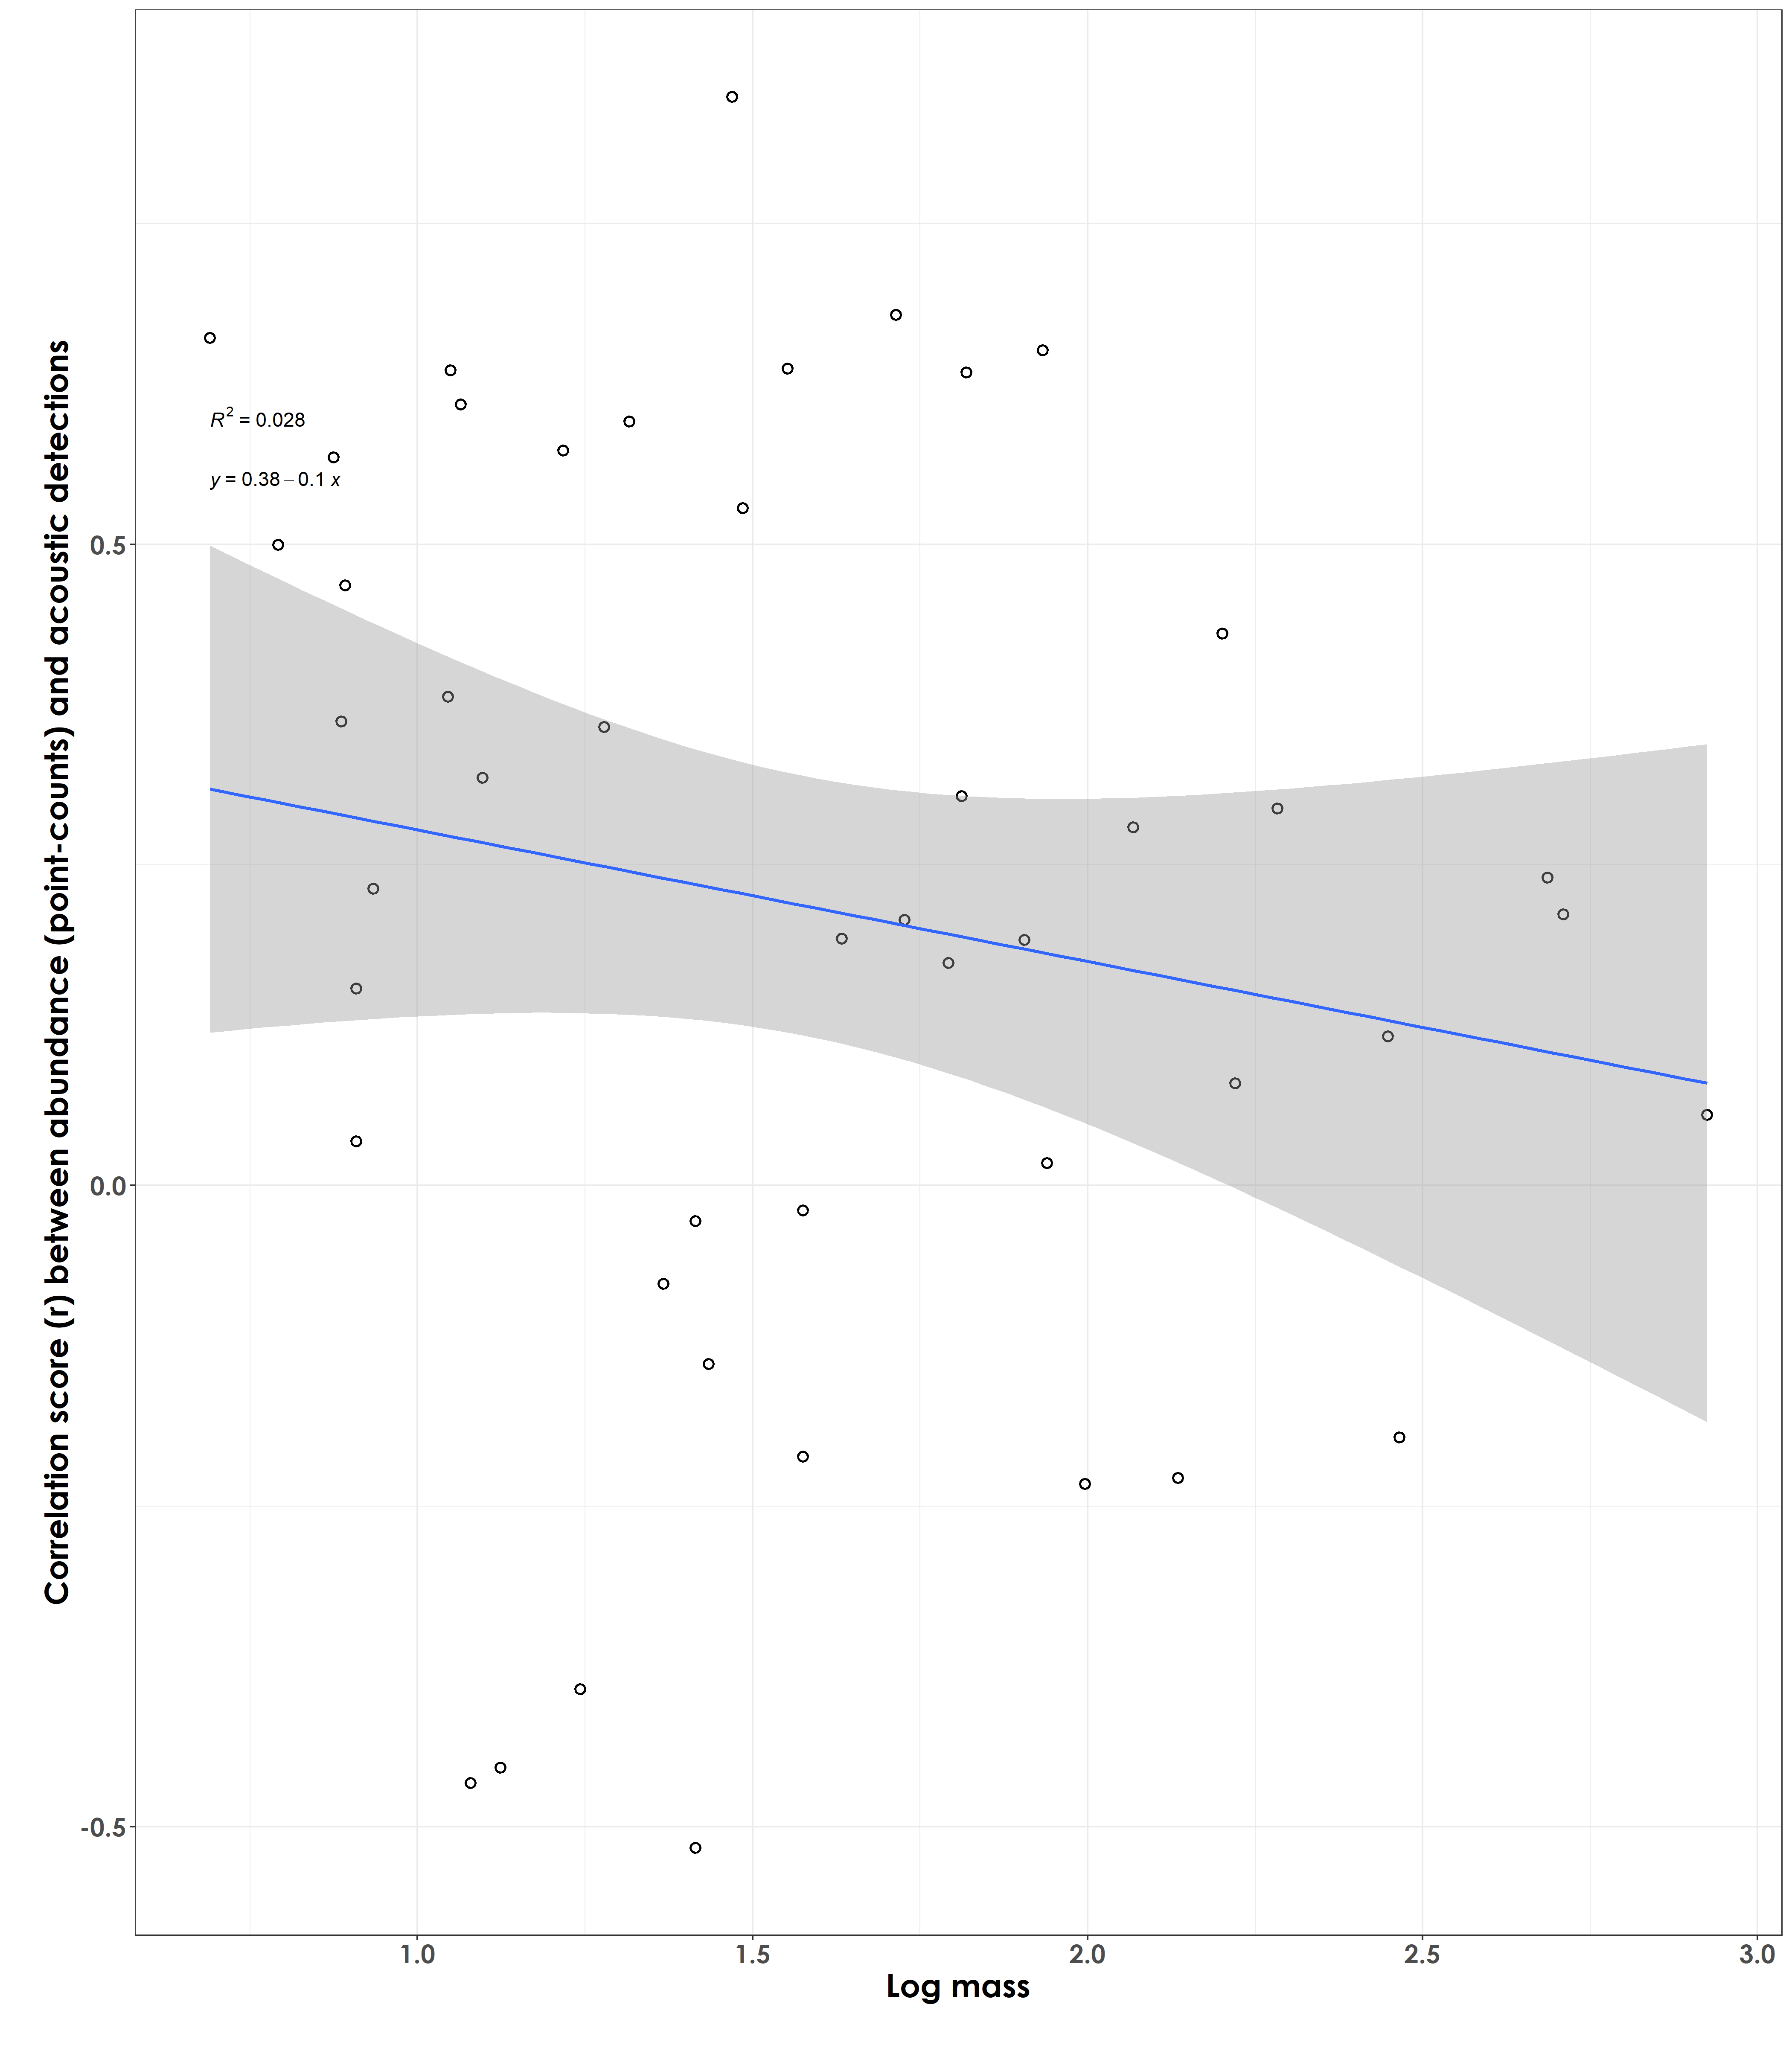 Correlation score (r) between abundance (point-counts) and acoustic detections
R² = 0.028
y = 0.38 – 0.1 x
0.5
0.0
-0.5
1.0 1.5 2.0 2.5 3.0
Log mass